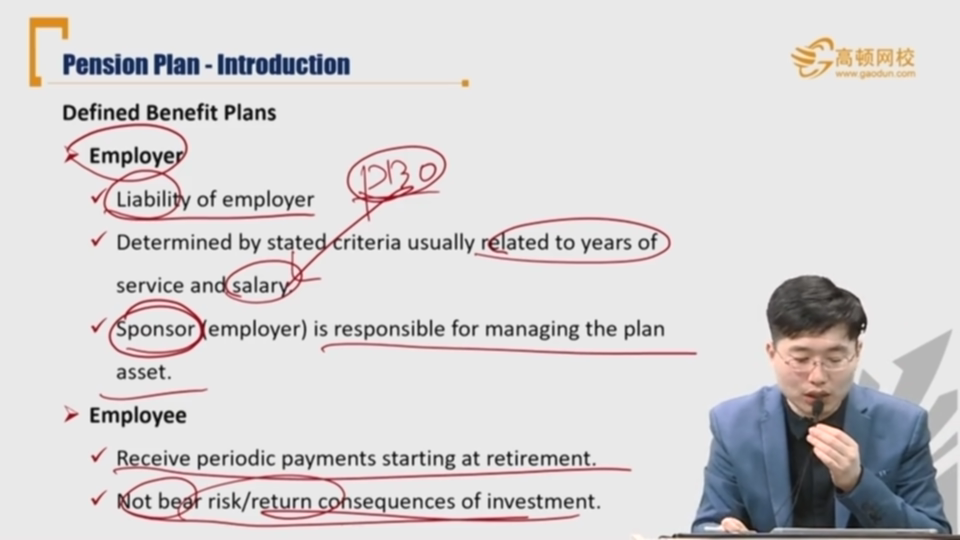 Pension Plan - Introduction
高顿网校
www.gaodun.com
Defined Benefit Plans
Employer
PBO
Liability of employer
Determined by stated criteria usually related to years of
service and salary.
Sponsor (employer) is responsible for managing the plan
asset.
Employee
Receive periodic payments starting at retirement.
Not bear risk/return consequences of investment.